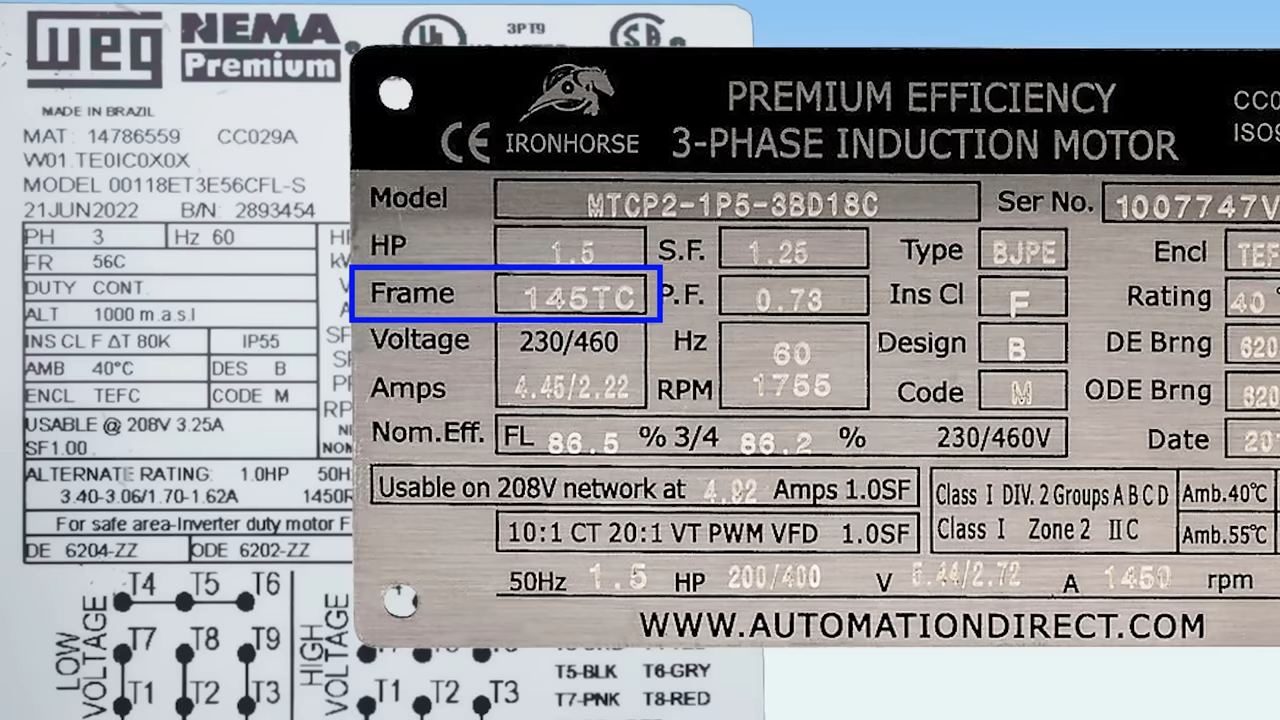 WEG NEMA Premium
UL 3PT9
MADE IN BRAZIL
MAT: 14786559 CC029A
W01.TE0IC0X0X
MODEL 00118ET3E56CFL-S
21JUN2022 B/N: 2893454
PH 3 Hz 60
FR 56C
DUTY CONT.
ALT 1000 m.a.s.l
INS CL F ΔT 80K IP55
AMB 40°C DES B
ENCL TEFC CODE M
USABLE @ 208V 3.25A
SF1.00
ALTERNATE RATING: 1.0HP
3.40-3.06/1.70-1.62A
For safe area-Inverter duty motor
DE 6204-ZZ ODE 6202-ZZ
T4 T5 T6
T7 T8 T9
T1 T2 T3
LOW VOLTAGE
HIGH VOLTAGE
T1 T2 T3
T5-BLK T6-GRY
T7-PNK T8-RED
CE IRONHORSE
PREMIUM EFFICIENCY
3-PHASE INDUCTION MOTOR
Model MTCP2-1P5-3BD18C Ser No. 1007747V
HP 1.5 S.F. 1.25 Type BJPE Encl TEF
Frame 145TC P.F. 0.73 Ins Cl F Rating 40°
Voltage 230/460 Hz 60 Design B DE Brng 620
Amps 4.45/2.22 RPM 1755 Code M ODE Brng 620
Nom.Eff. FL 86.5 % 3/4 86.2 % 230/460V Date 20
Usable on 208V network at 4.92 Amps 1.0SF
10:1 CT 20:1 VT PWM VFD 1.0SF
Class I DIV. 2 Groups A B C D Amb.40℃
Class I Zone 2 IIC Amb.55℃
50Hz 1.5 HP 200/400 V 5.44/2.72 A 1450 rpm
WWW.AUTOMATIONDIRECT.COM